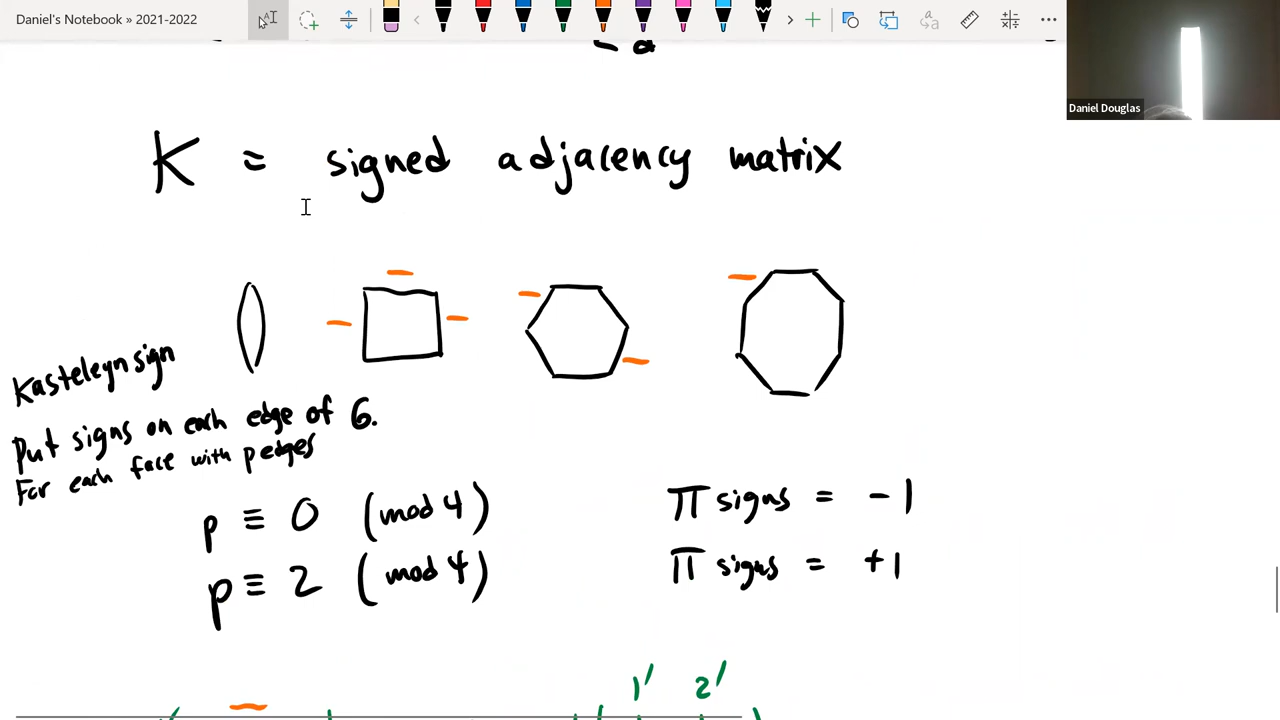 Daniel's Notebook » 2021-2022
Daniel Douglas
K = signed adjacency matrix
Kasteleyn sign
Put signs on each edge of G.
For each face with p edges
p ≡ 0 (mod 4) π signs = -1
p ≡ 2 (mod 4) π signs = +1
1' 2'